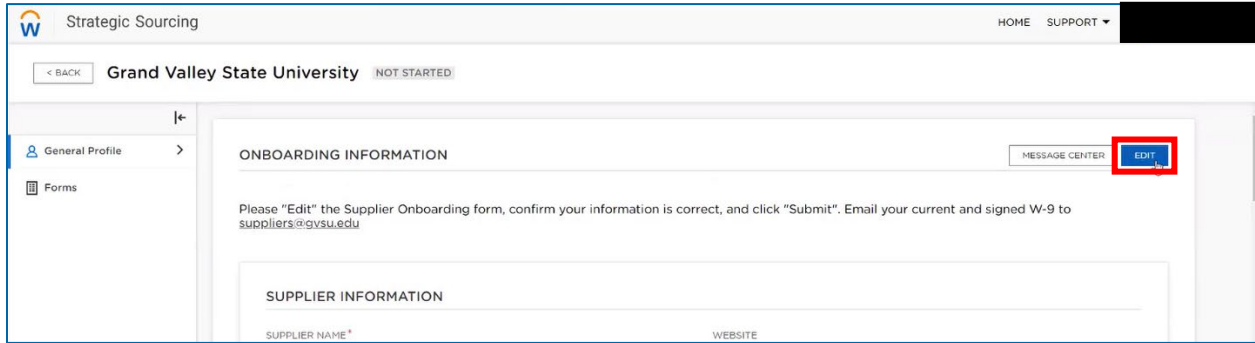 W Strategic Sourcing
HOME SUPPORT
< BACK Grand Valley State University NOT STARTED
General Profile
Forms
ONBOARDING INFORMATION
MESSAGE CENTER EDIT
Please "Edit" the Supplier Onboarding form, confirm your information is correct, and click "Submit". Email your current and signed W-9 to
suppliers@gvsu.edu
SUPPLIER INFORMATION
SUPPLIER NAME* WEBSITE